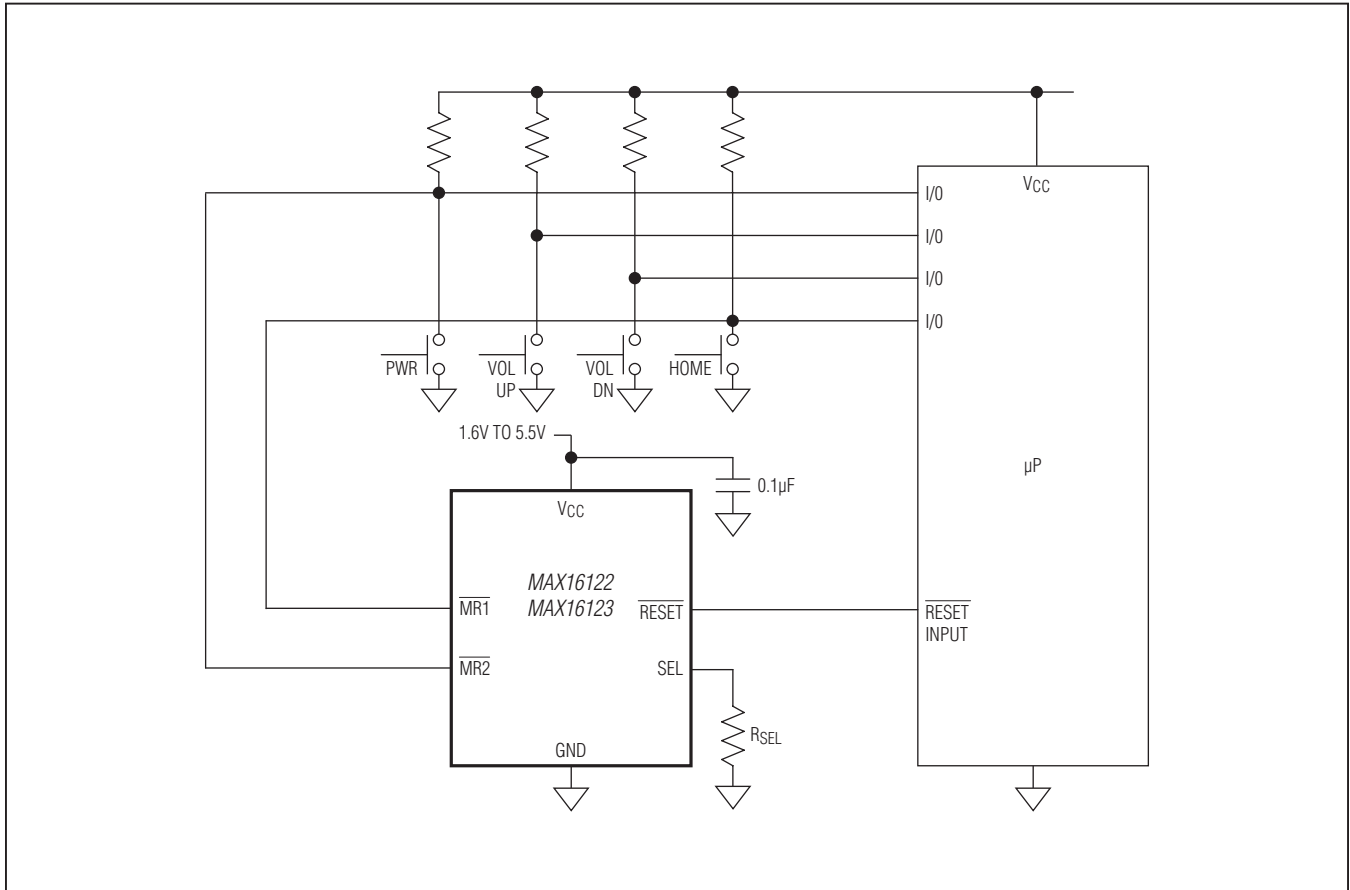 VCC
I/0
I/0
I/0
I/0
PWR
VOL
UP
VOL
DN
HOME
1.6V TO 5.5V
0.1µF
µP
VCC
MAX16122
MAX16123
MR1
RESET
RESET
INPUT
MR2
SEL
RSEL
GND